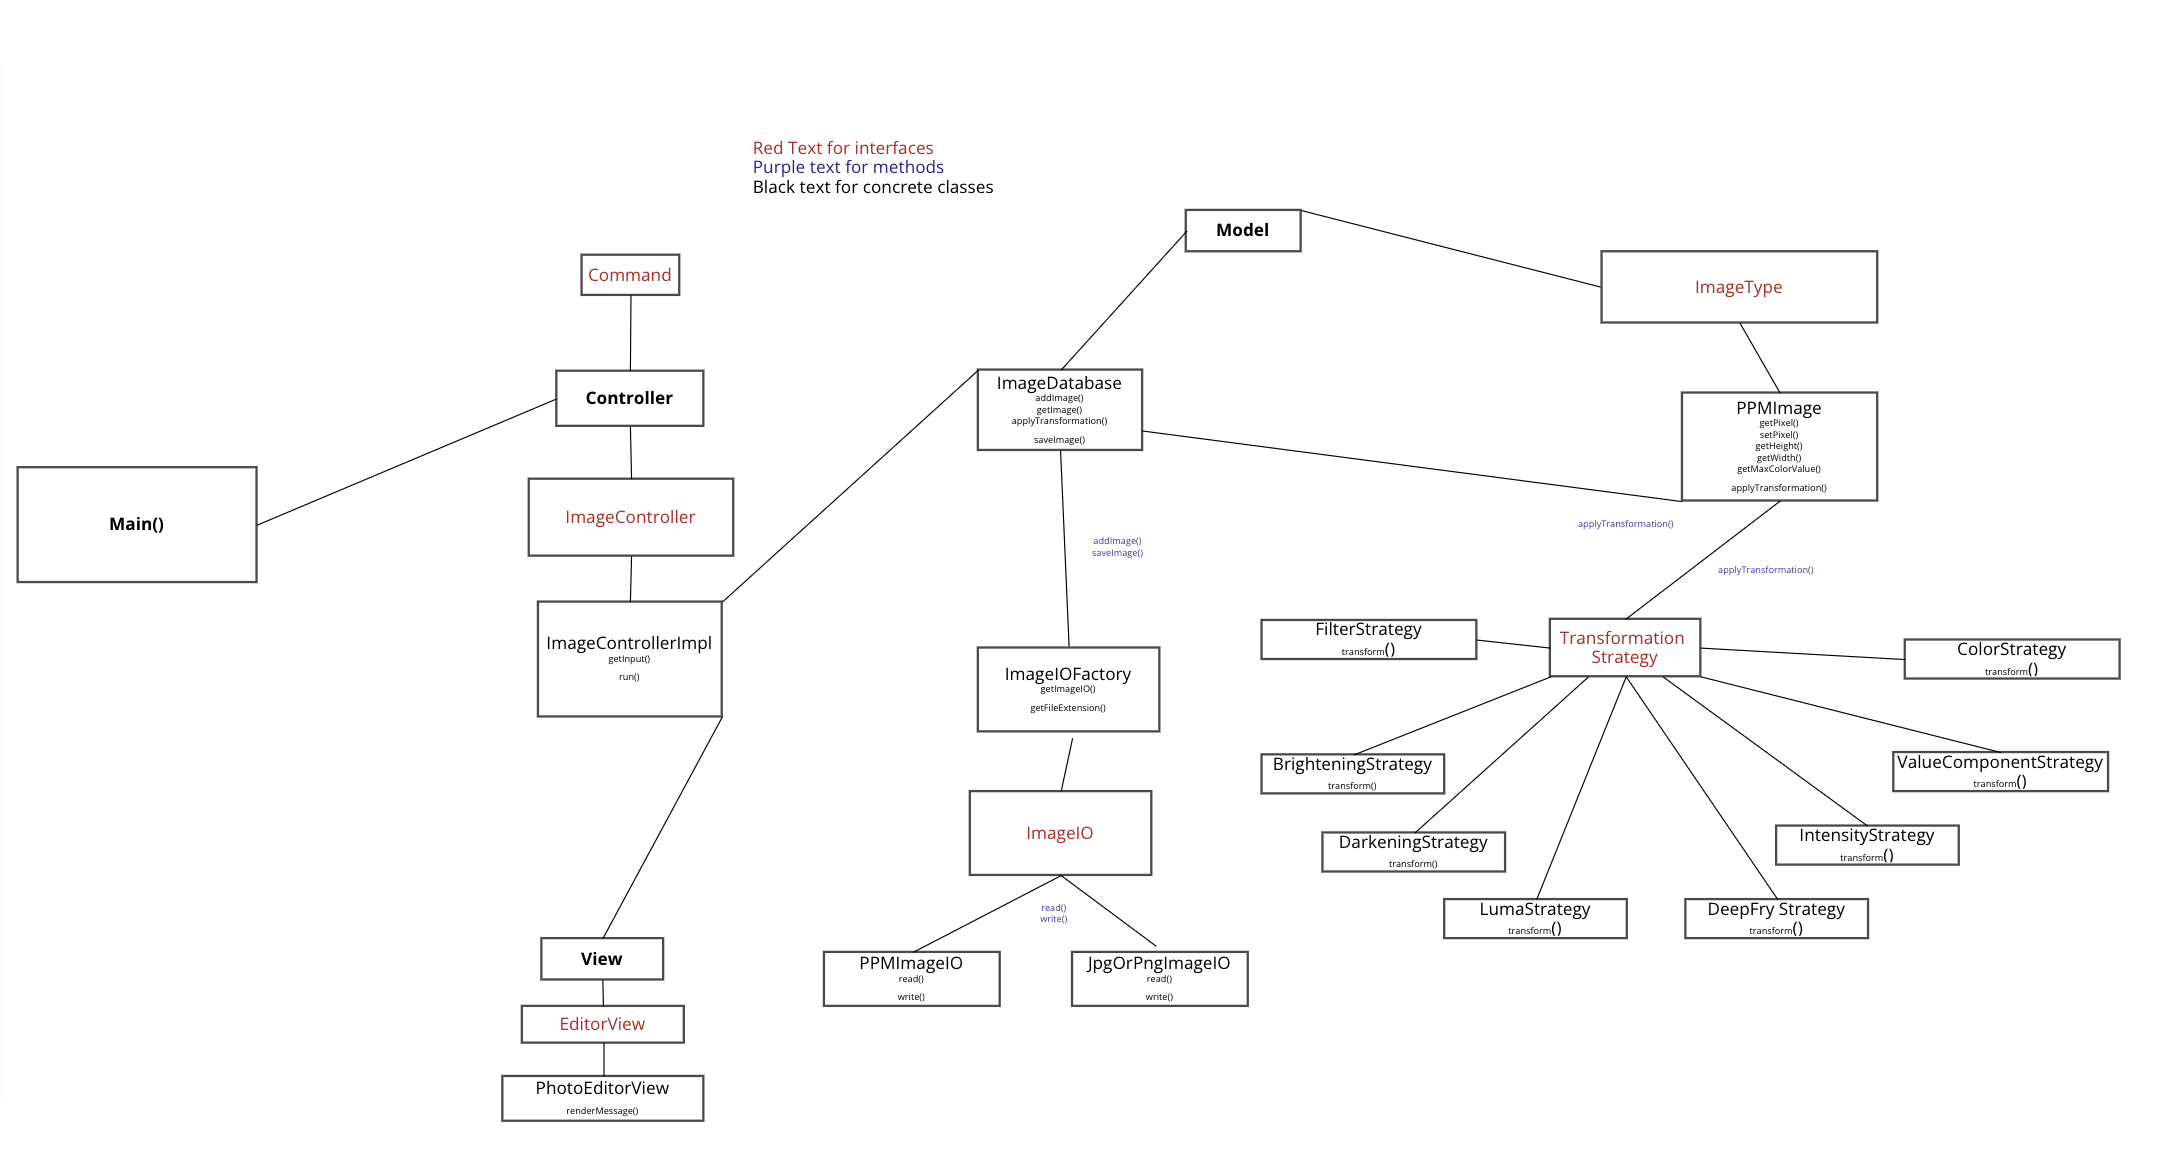 Red Text for interfaces
Purple text for methods
Black text for concrete classes
Model
Command
ImageType
Controller
ImageDatabase
addImage()
getImage()
applyTransformation()
saveImage()
PPMImage
getPixel()
setPixel()
getHeight()
getWidth()
getMaxColorValue()
applyTransformation()
Main()
ImageController
applyTransformation()
addImage()
saveImage()
applyTransformation()
ImageControllerImpl
getInput()
run()
ImageIOFactory
getImageIO()
getFileExtension()
FilterStrategy
transform()
Transformation
Strategy
ColorStrategy
transform()
BrighteningStrategy
transform()
ValueComponentStrategy
transform()
ImageIO
DarkeningStrategy
transform()
IntensityStrategy
transform()
read()
write()
LumaStrategy
transform()
DeepFry Strategy
transform()
View
PPMImageIO
read()
write()
JpgOrPngImageIO
read()
write()
EditorView
PhotoEditorView
renderMessage()